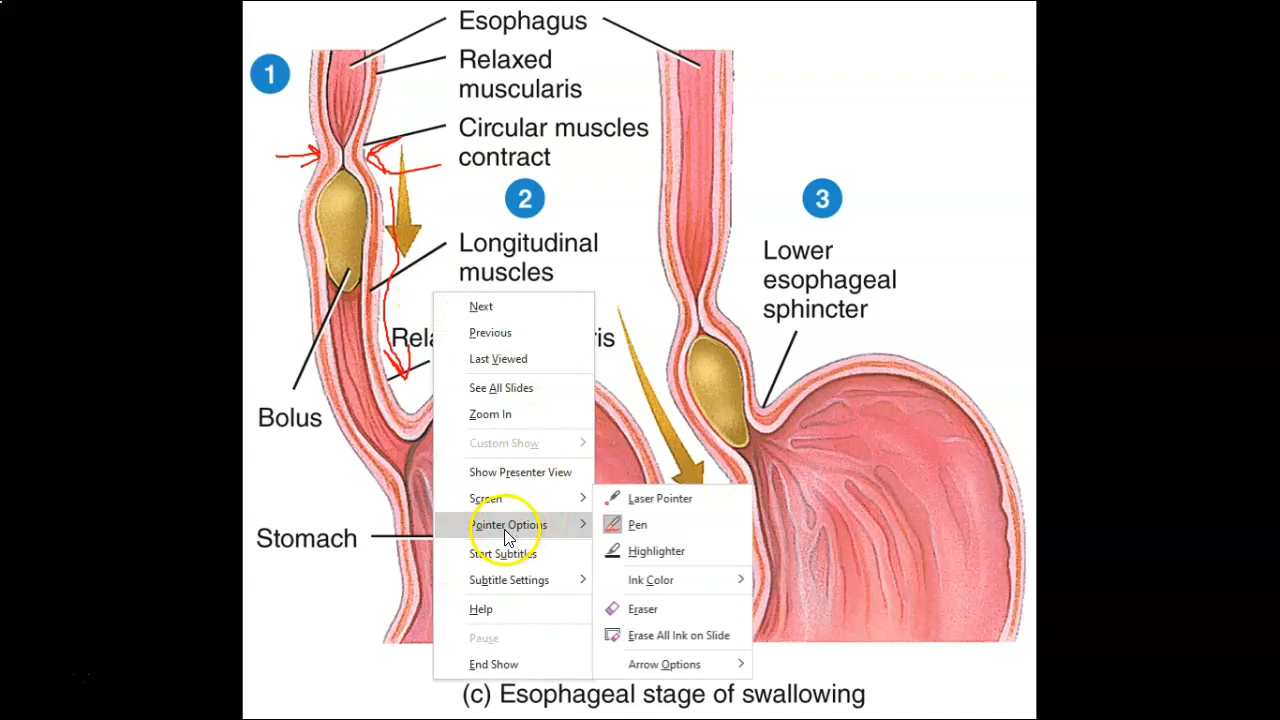 Esophagus
1
Relaxed
muscularis
Circular muscles
contract
2
3
Longitudinal
muscles
Lower
esophageal
sphincter
Rela
is
Bolus
Stomach
Next
Previous
Last Viewed
See All Slides
Zoom In
Custom Show
Show Presenter View
Screen
Pointer Options
Start Subtitles
Subtitle Settings
Help
Pause
End Show
Laser Pointer
Pen
Highlighter
Ink Color
Eraser
Erase All Ink on Slide
Arrow Options
(c) Esophageal stage of swallowing